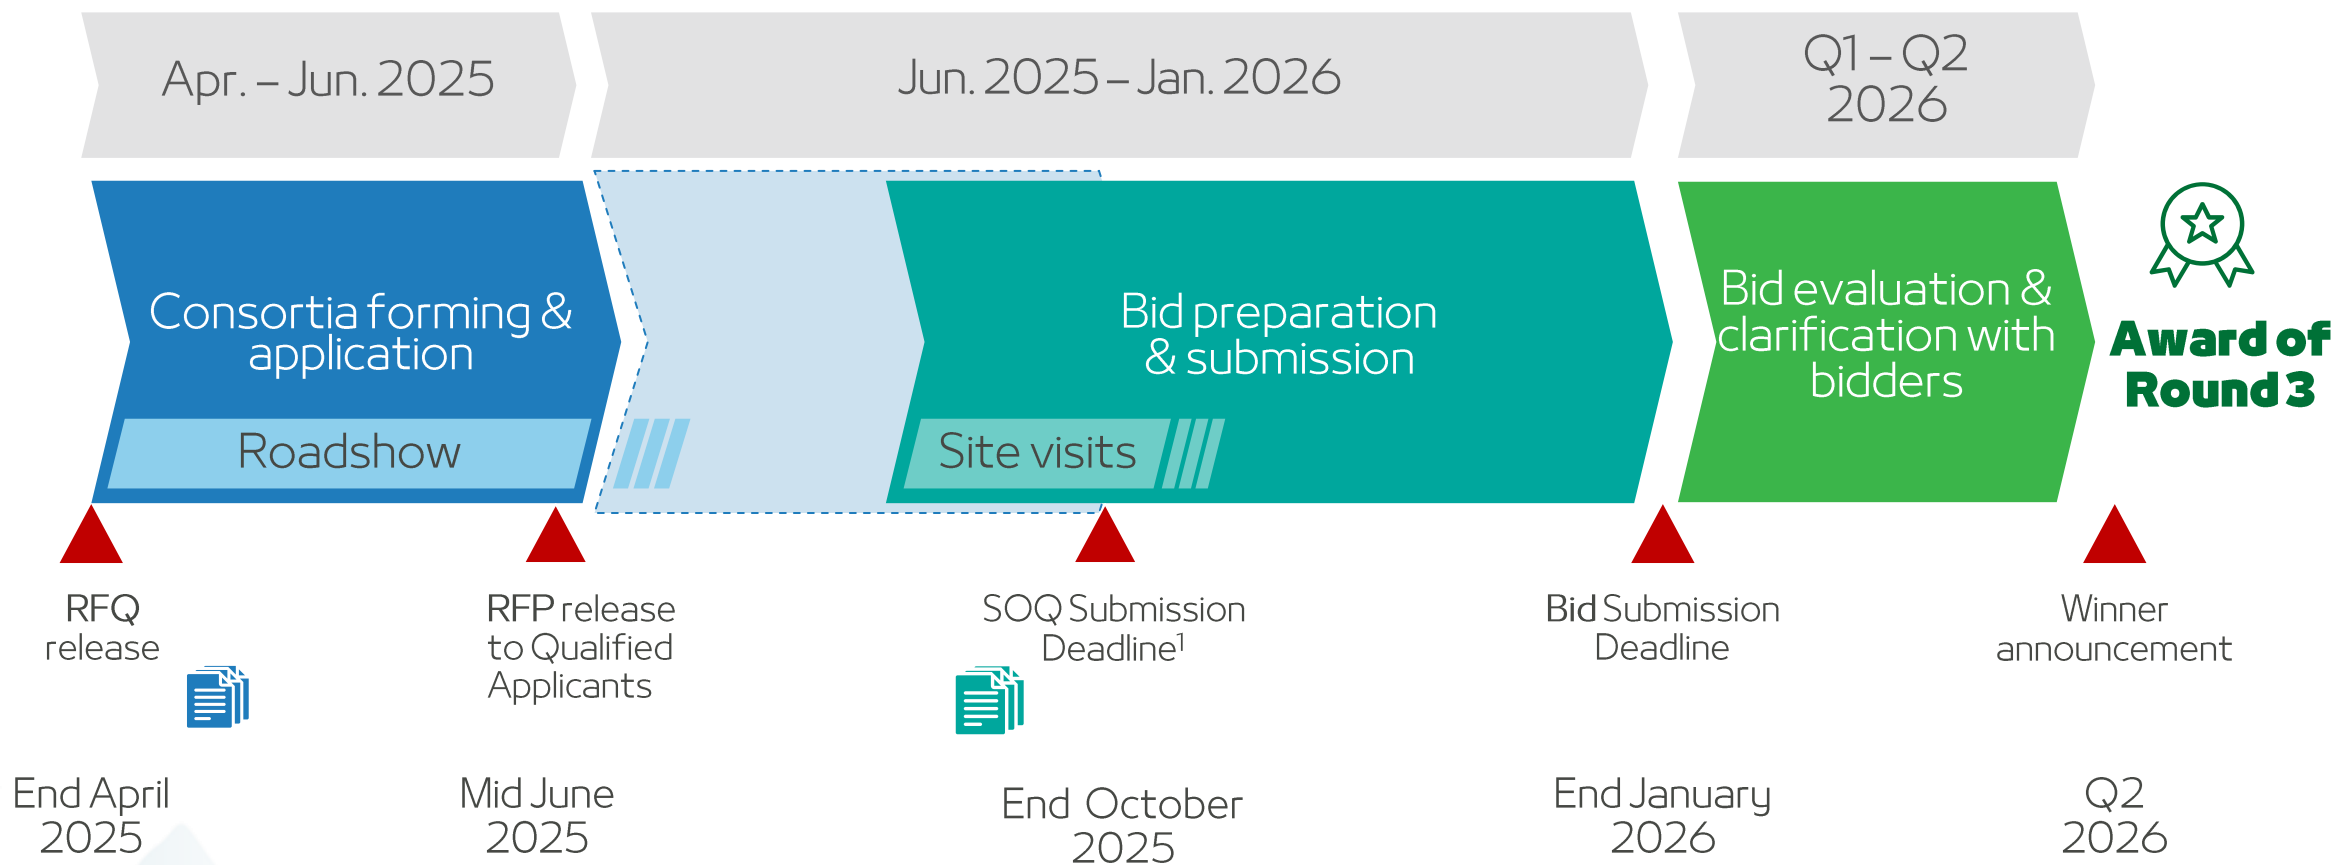 Apr. – Jun. 2025
Jun. 2025 – Jan. 2026
Q1 – Q2
2026
Consortia forming &
application
Roadshow
Bid preparation
& submission
Site visits
Bid evaluation &
clarification with
bidders
Award of
Round 3
RFQ
release
RFP release
to Qualified
Applicants
SOQ Submission
Deadline¹
Bid Submission
Deadline
Winner
announcement
End April
2025
Mid June
2025
End October
2025
End January
2026
Q2
2026